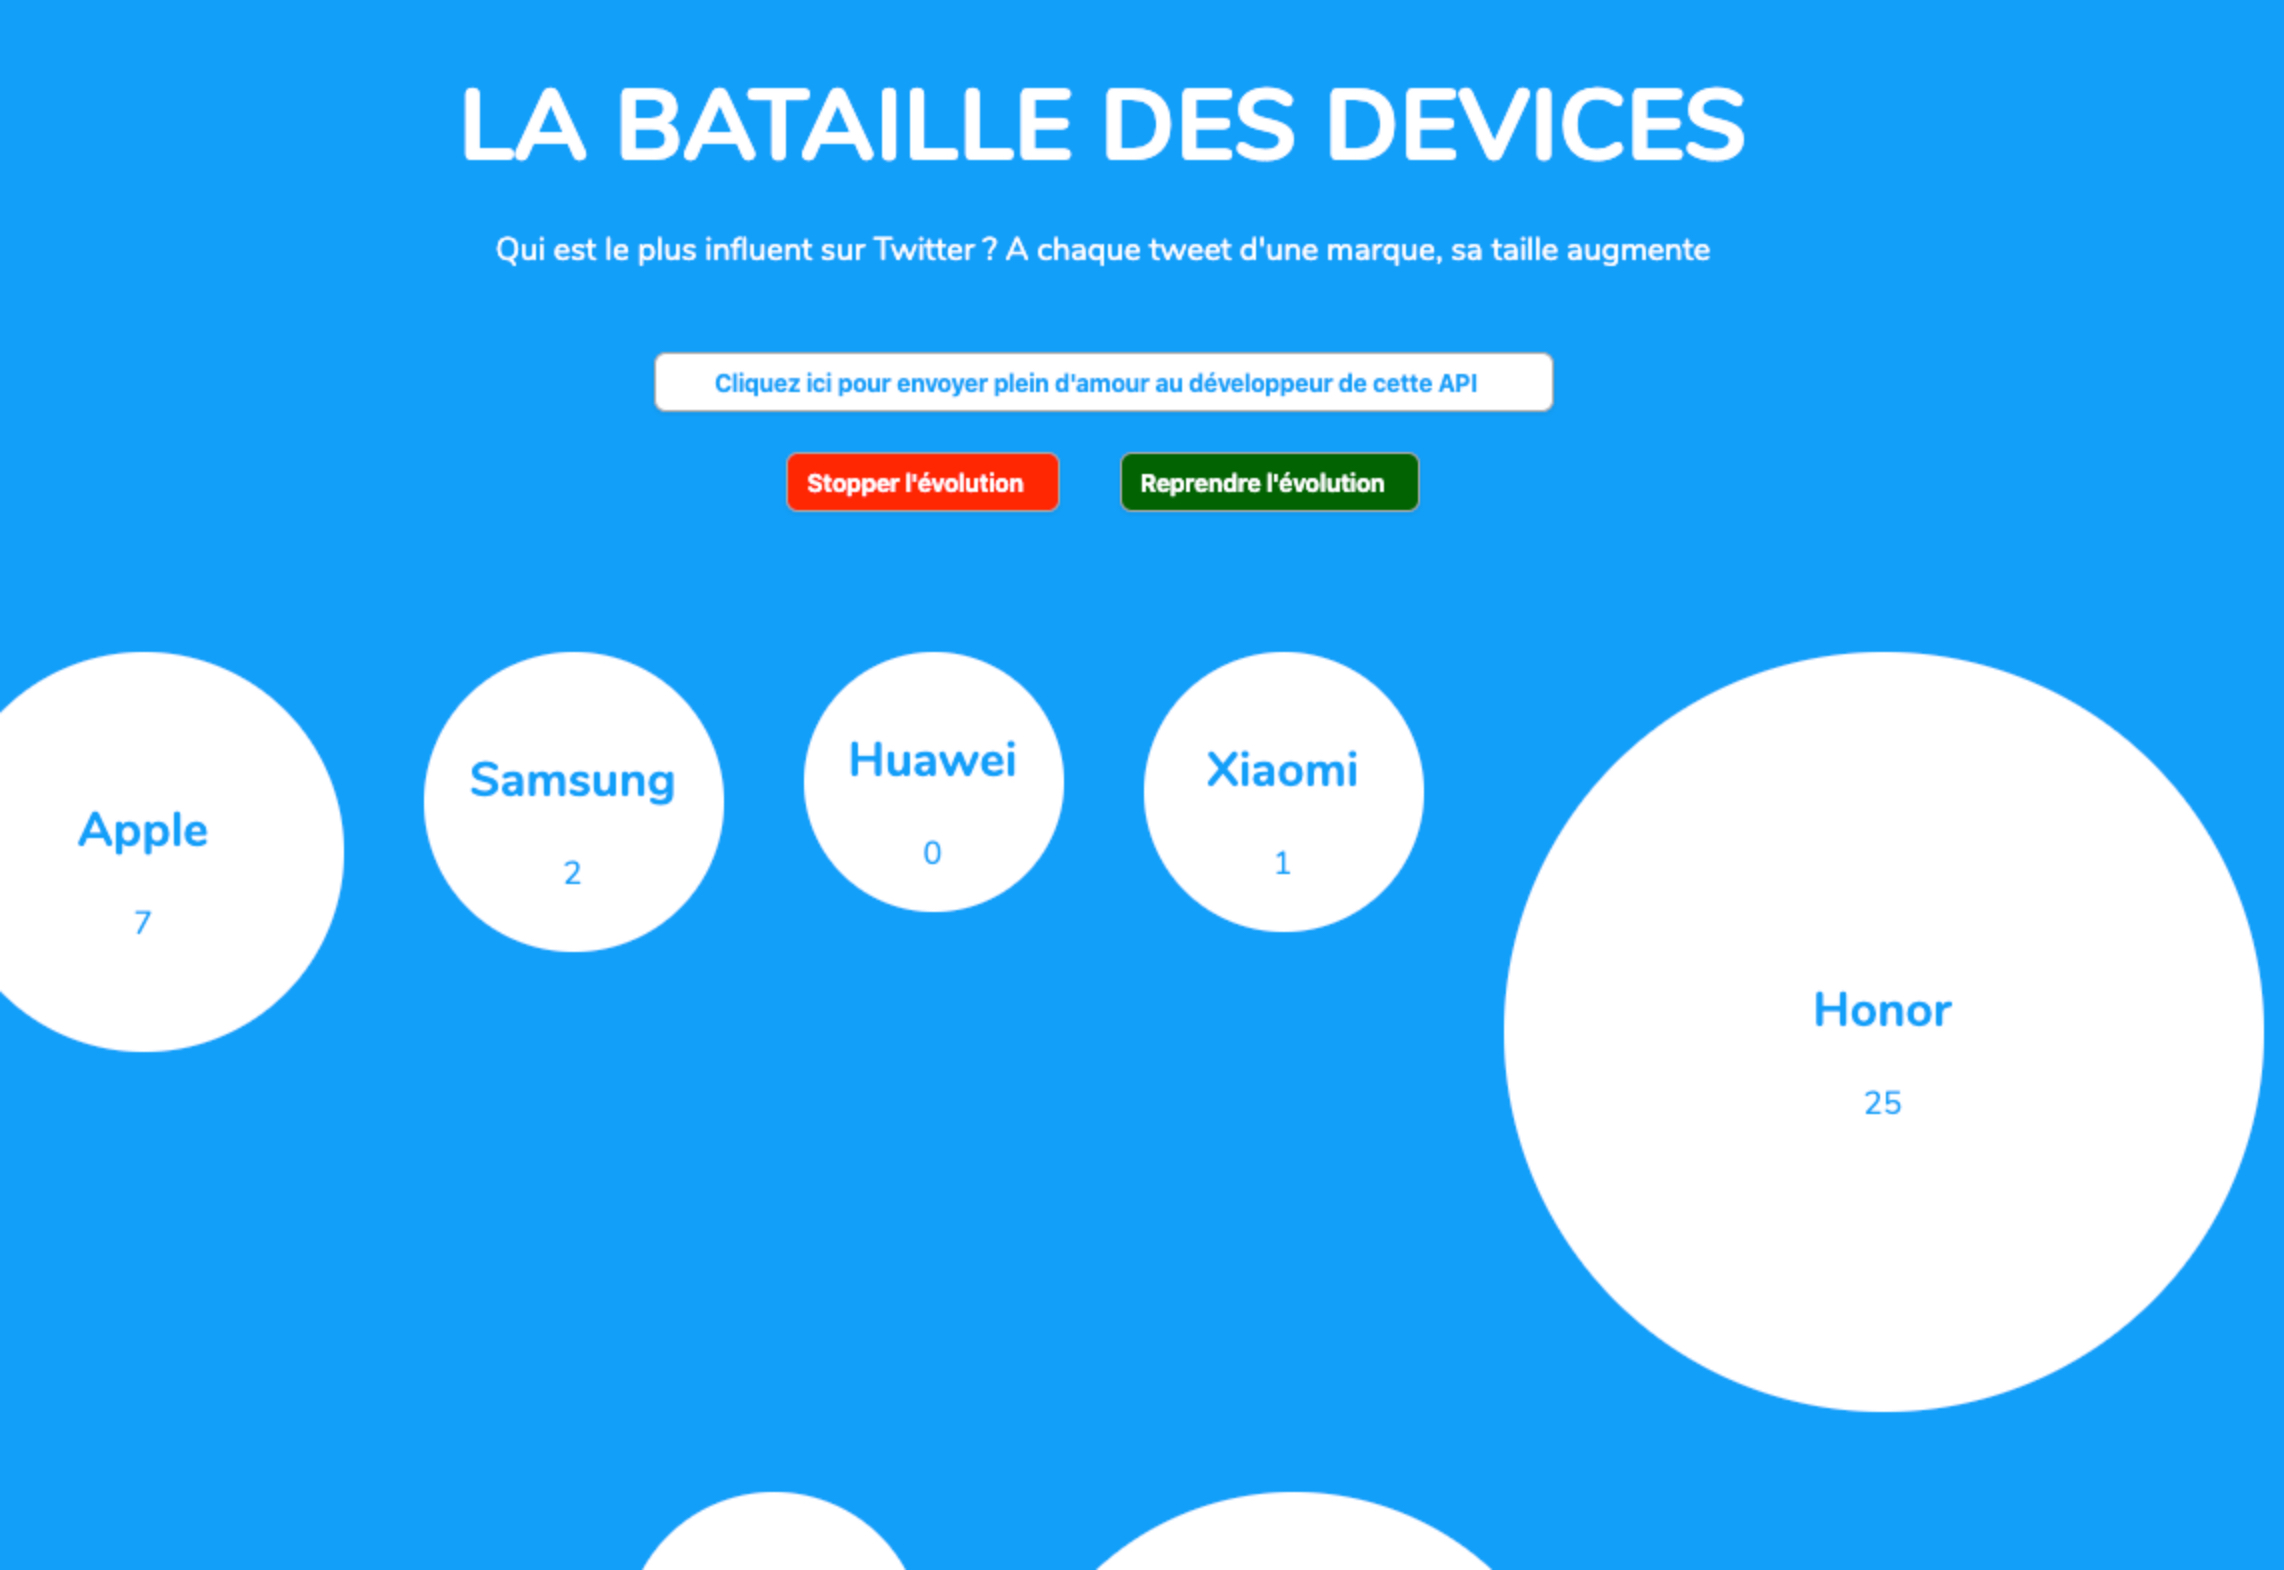 LA BATAILLE DES DEVICES
Qui est le plus influent sur Twitter ? A chaque tweet d'une marque, sa taille augmente
Cliquez ici pour envoyer plein d'amour au développeur de cette API
Stopper l'évolution
Reprendre l'évolution
Apple
7
Samsung
2
Huawei
0
Xiaomi
1
Honor
25